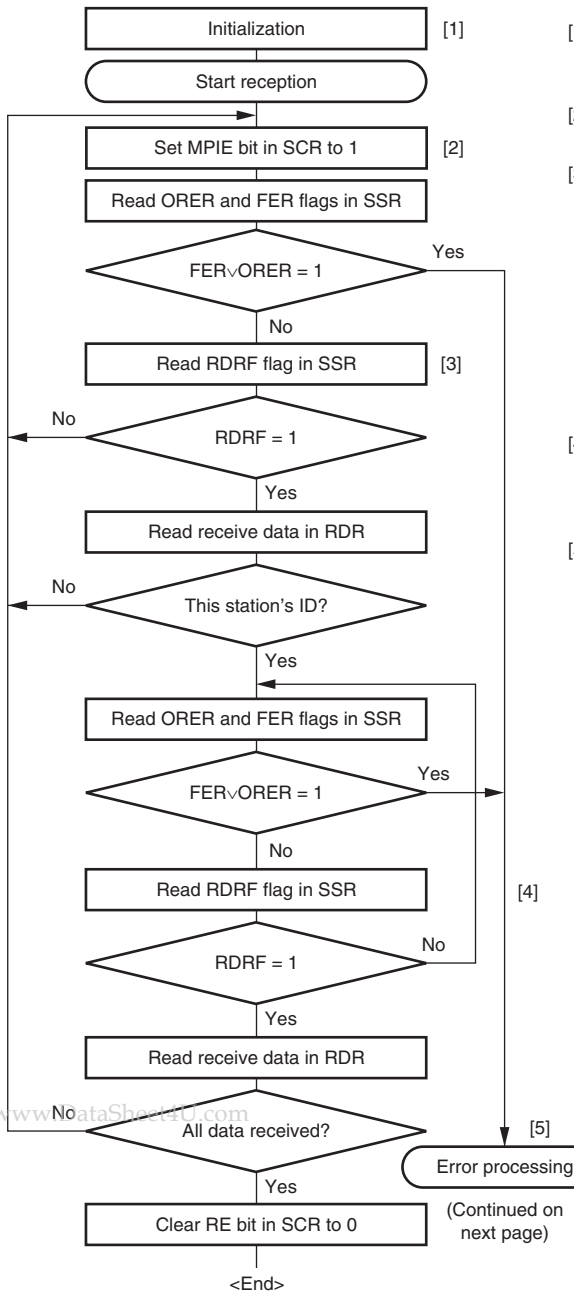 Initialization [1]
Start reception
Set MPIE bit in SCR to 1 [2]
Read ORER and FER flags in SSR
FER∨ORER = 1
Yes
No
Read RDRF flag in SSR [3]
No
RDRF = 1
Yes
Read receive data in RDR
No
This station's ID?
Yes
Read ORER and FER flags in SSR
FER∨ORER = 1
Yes
No
Read RDRF flag in SSR
[4]
RDRF = 1
No
Yes
Read receive data in RDR
www.DataSheet4U.com
No
All data received?
[5]
Error processing
Yes
Clear RE bit in SCR to 0
(Continued on
next page)
<End>